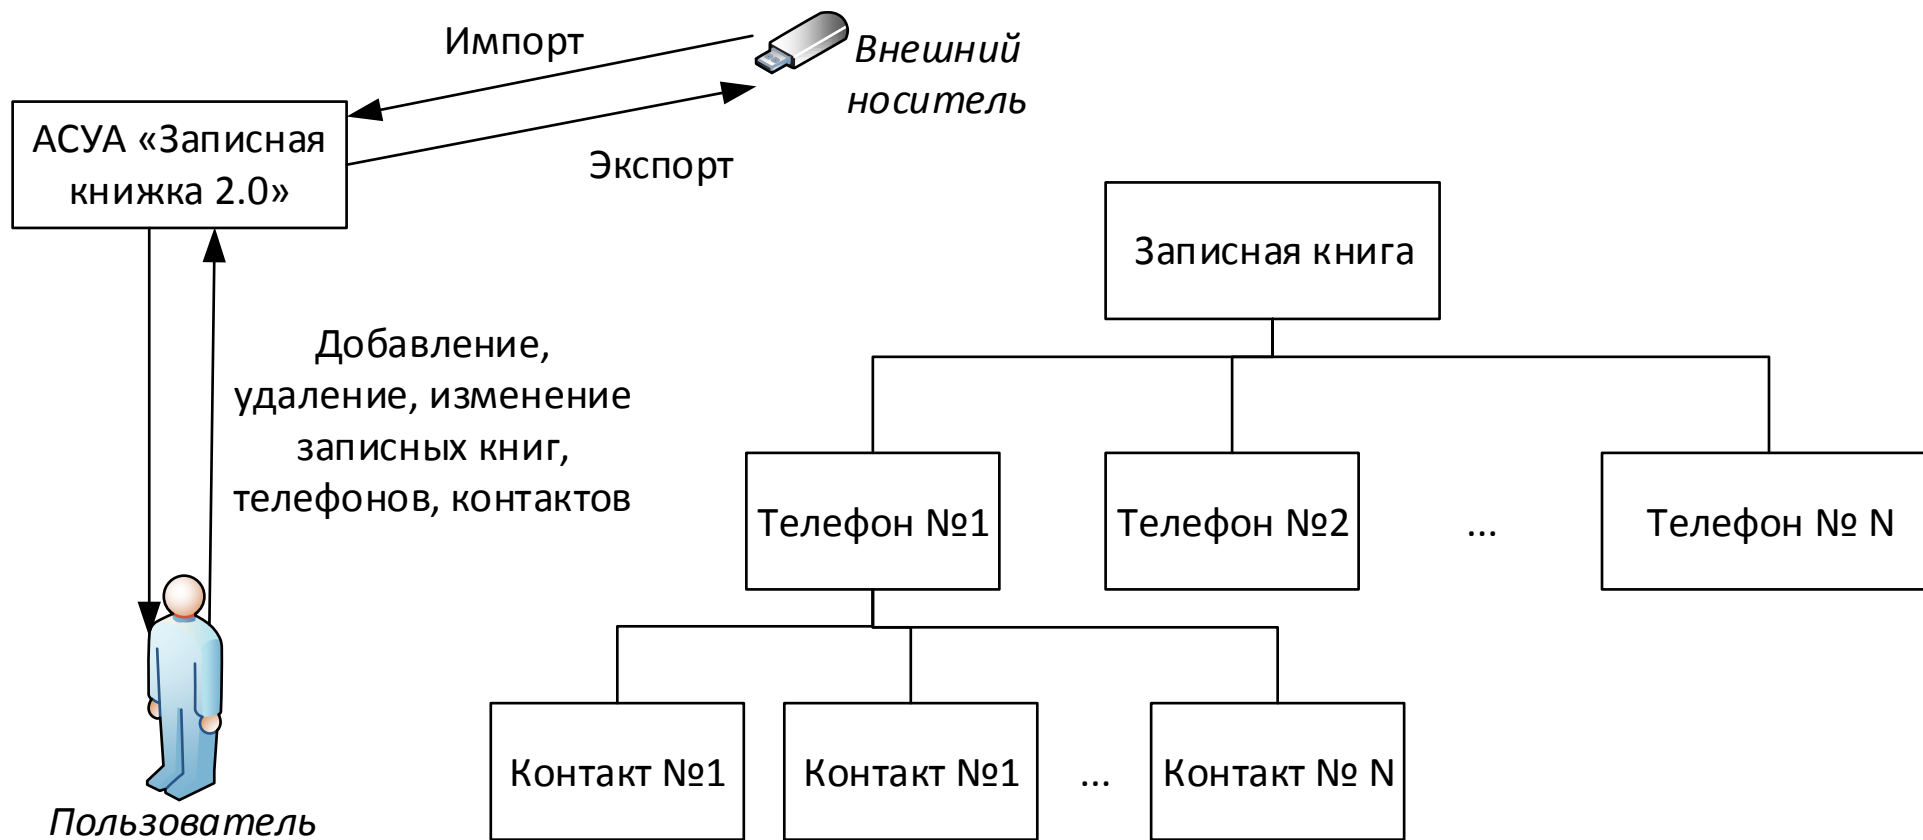 Импорт
Внешний
носитель
АСУА «Записная
книжка 2.0»
Экспорт
Записная книга
Добавление,
удаление, изменение
записных книг,
телефонов, контактов
Телефон №1
Телефон №2
...
Телефон № N
Контакт №1
Контакт №1
...
Контакт № N
Пользователь